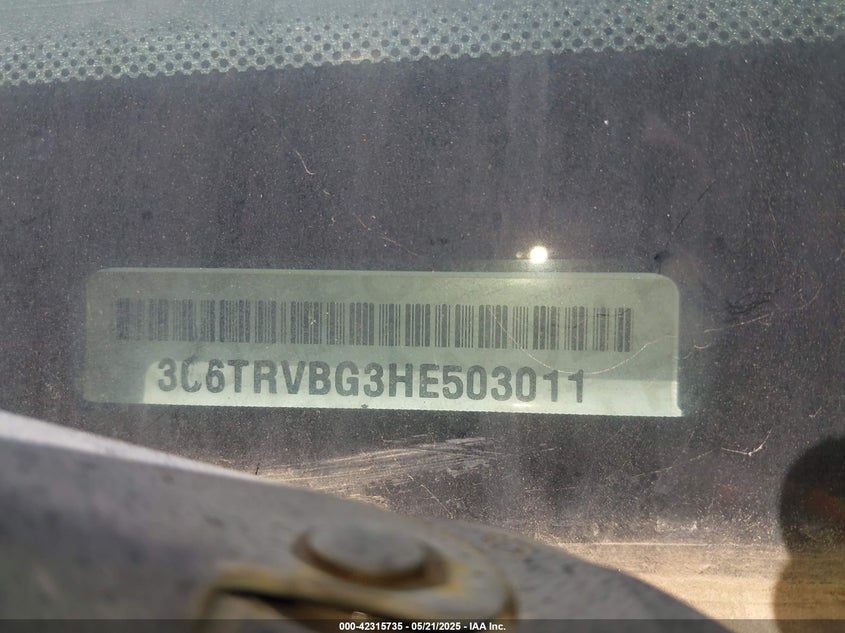 3C6TRVBG3HE503011
000-42315735 - 05/21/2025 - IAA Inc.